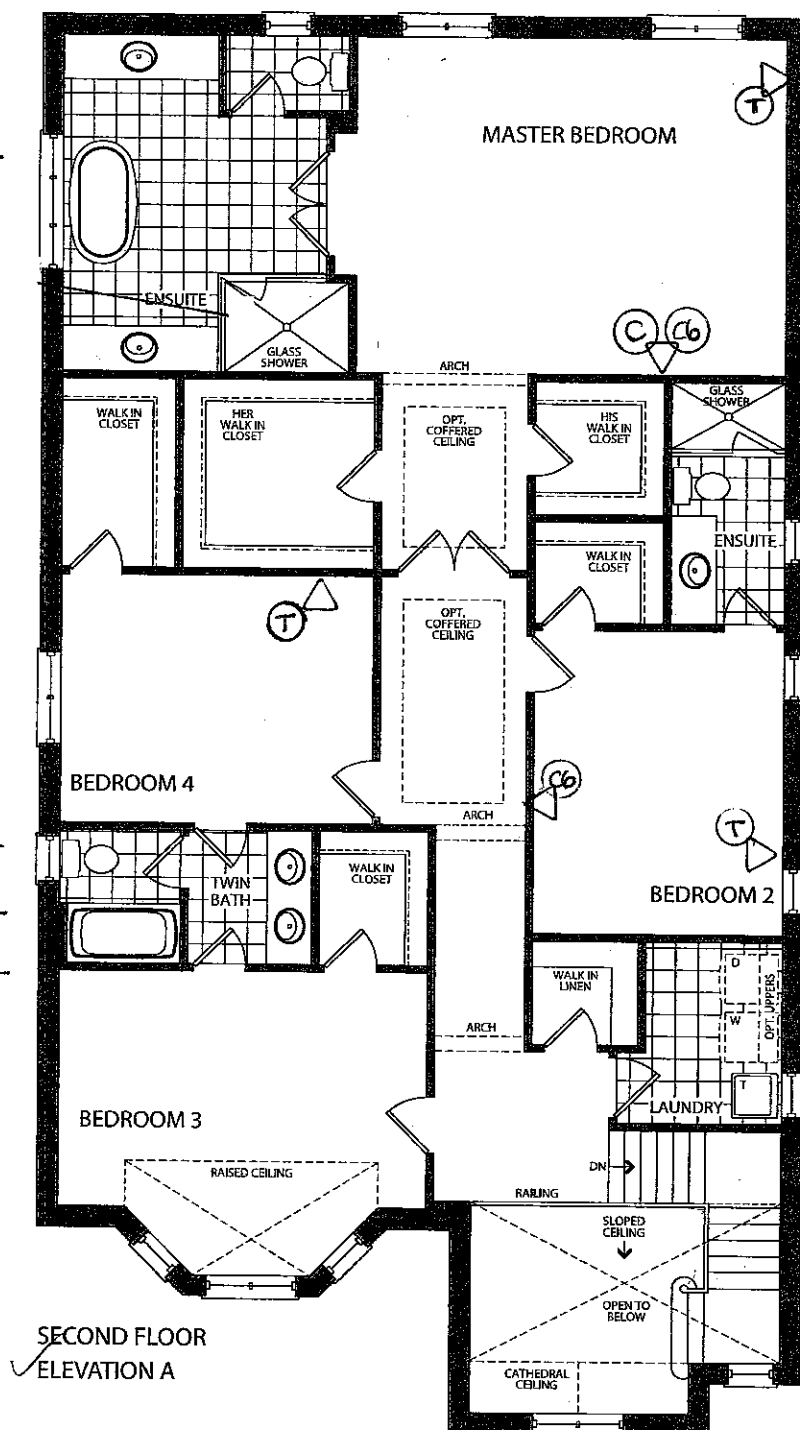 MASTER BEDROOM
T
ENSUITE
GLASS
SHOWER
C
C6
ARCH
WALK IN
CLOSET
HER
WALK IN
CLOSET
OPT.
COFFERED
CEILING
HIS
WALK IN
CLOSET
GLASS
SHOWER
ENSUITE
WALK IN
CLOSET
T
OPT.
COFFERED
CEILING
BEDROOM 4
C6
ARCH
T
BEDROOM 2
TWIN
BATH
WALK IN
CLOSET
WALK IN
LINEN
D
W
OPT. UPPERS
T
LAUNDRY
ARCH
BEDROOM 3
RAISED CEILING
DN
RAILING
SLOPED
CEILING
OPEN TO
BELOW
CATHEDRAL
CEILING
SECOND FLOOR
ELEVATION A